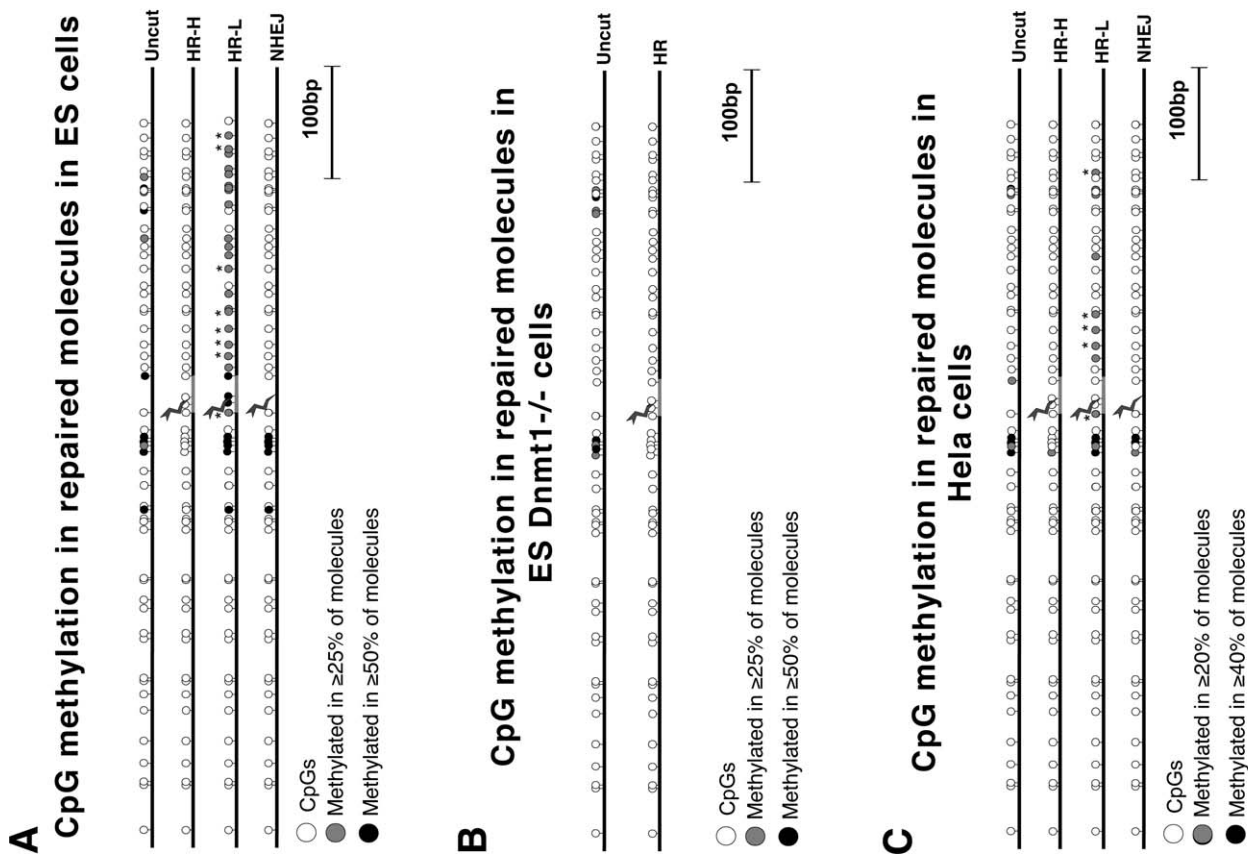 A
CpG methylation in repaired molecules in ES cells
Uncut
HR-H
HR-L
*
* * * *
*
* *
NHEJ
100bp
CpGs
Methylated in ≥25% of molecules
Methylated in ≥50% of molecules
B
CpG methylation in repaired molecules in
ES Dnmt1-/- cells
Uncut
HR
100bp
CpGs
Methylated in ≥25% of molecules
Methylated in ≥50% of molecules
C
CpG methylation in repaired molecules in
Hela cells
Uncut
HR-H
HR-L
*
* * *
*
NHEJ
100bp
CpGs
Methylated in ≥20% of molecules
Methylated in ≥40% of molecules